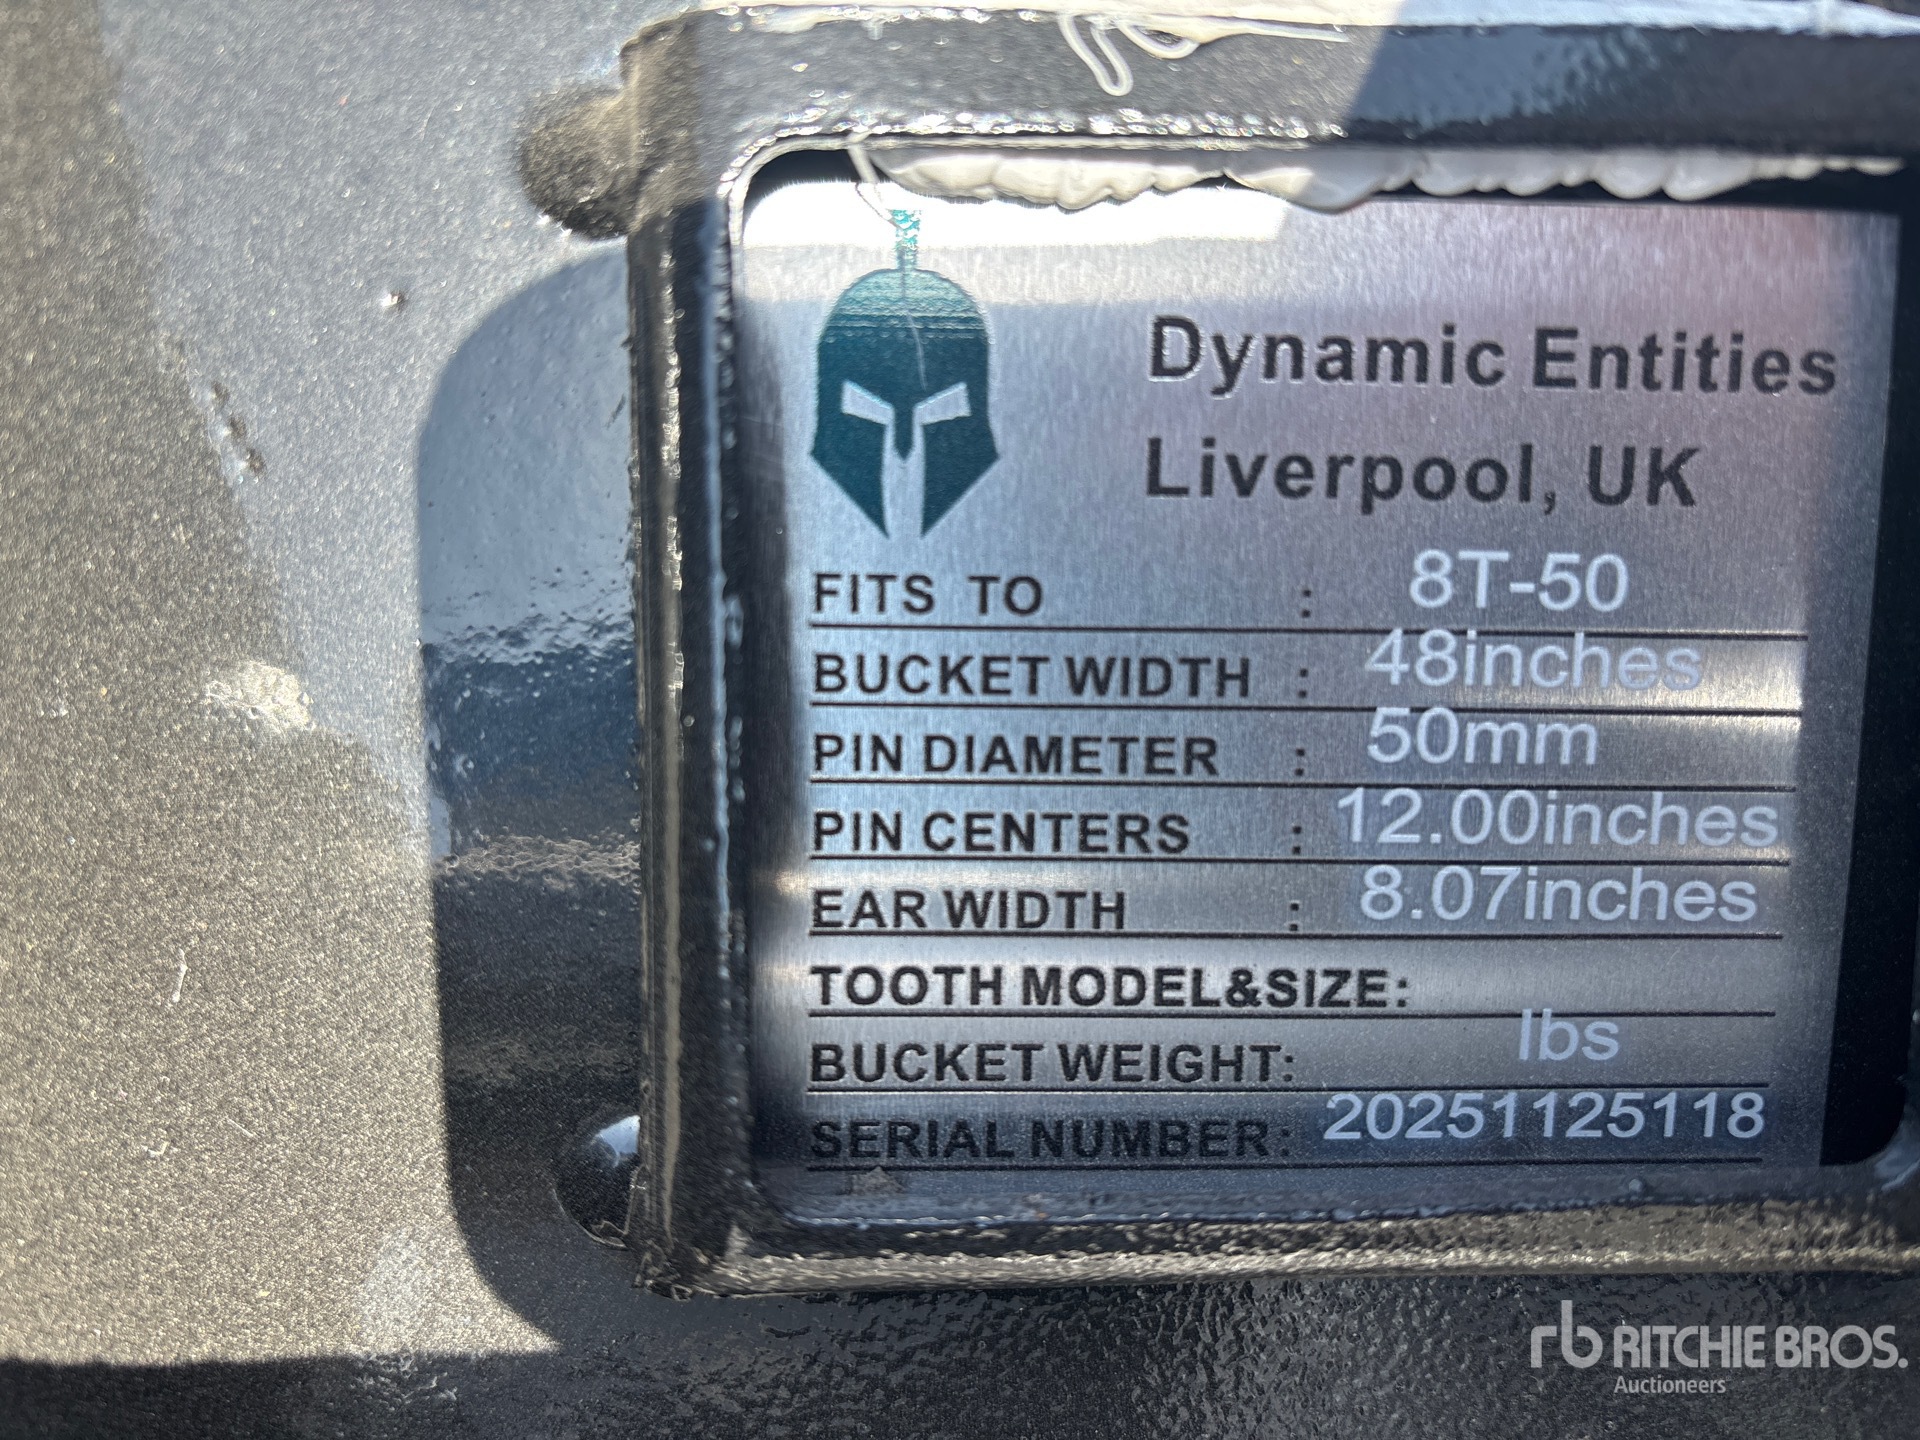 Dynamic Entities
Liverpool, UK
FITS TO : 8T-50
BUCKET WIDTH : 48inches
PIN DIAMETER : 50mm
PIN CENTERS : 12.00inches
EAR WIDTH : 8.07inches
TOOTH MODEL&SIZE:
BUCKET WEIGHT: lbs
SERIAL NUMBER: 20251125118
rb RITCHIE BROS.
Auctioneers